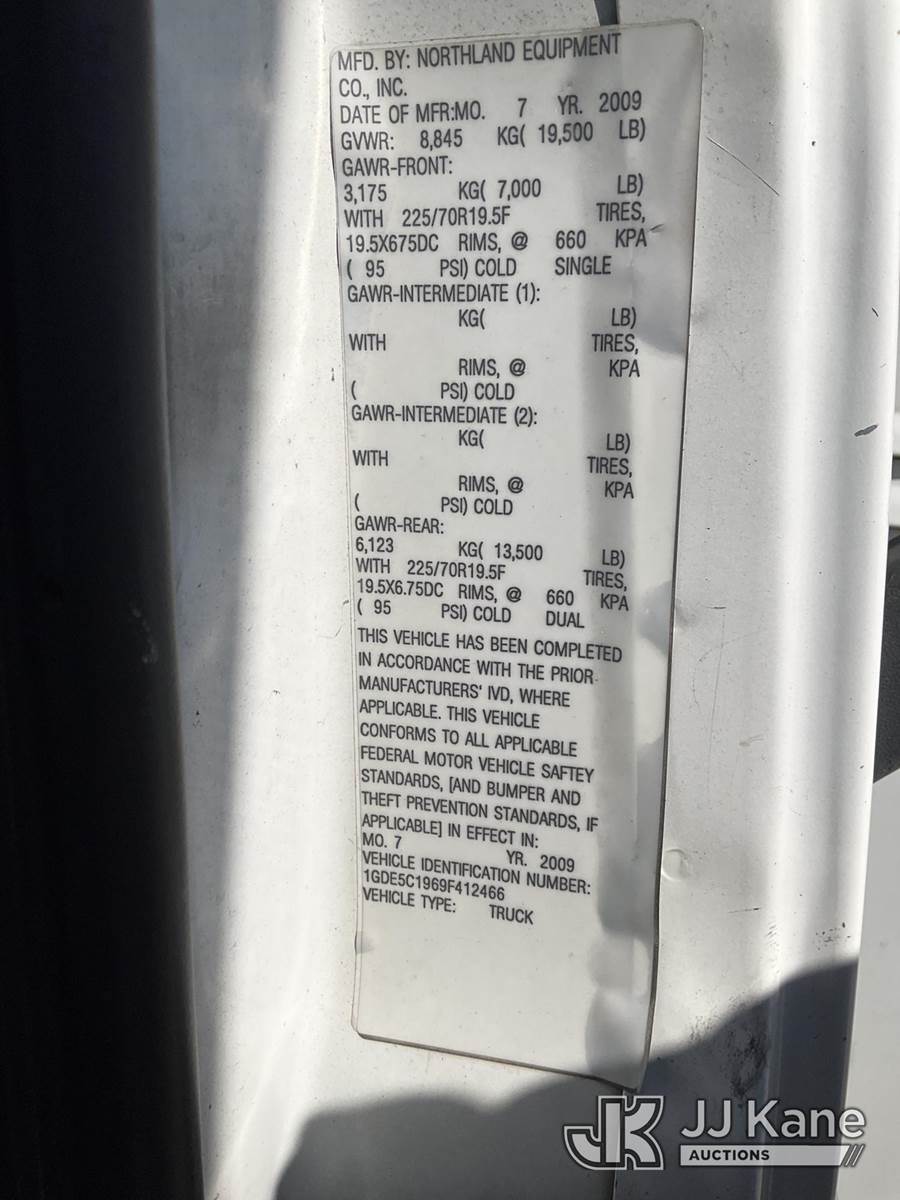 MFD. BY: NORTHLAND EQUIPMENT
CO., INC.
DATE OF MFR:MO. 7 YR. 2009
GVWR: 8,845 KG( 19,500 LB)
GAWR-FRONT:
3,175 KG( 7,000 LB)
WITH 225/70R19.5F TIRES,
19.5X675DC RIMS, @ 660 KPA
( 95 PSI) COLD SINGLE
GAWR-INTERMEDIATE (1):
KG( LB)
WITH TIRES,
RIMS, @ KPA
( PSI) COLD
GAWR-INTERMEDIATE (2):
KG( LB)
WITH TIRES,
RIMS, @ KPA
( PSI) COLD
GAWR-REAR:
6,123 KG( 13,500 LB)
WITH 225/70R19.5F TIRES,
19.5X6.75DC RIMS, @ 660 KPA
( 95 PSI) COLD DUAL
THIS VEHICLE HAS BEEN COMPLETED
IN ACCORDANCE WITH THE PRIOR
MANUFACTURERS' IVD, WHERE
APPLICABLE. THIS VEHICLE
CONFORMS TO ALL APPLICABLE
FEDERAL MOTOR VEHICLE SAFTEY
STANDARDS, [AND BUMPER AND
THEFT PREVENTION STANDARDS, IF
APPLICABLE] IN EFFECT IN:
MO. 7 YR. 2009
VEHICLE IDENTIFICATION NUMBER:
1GDE5C1969F412466
VEHICLE TYPE: TRUCK
JK JJ Kane
AUCTIONS